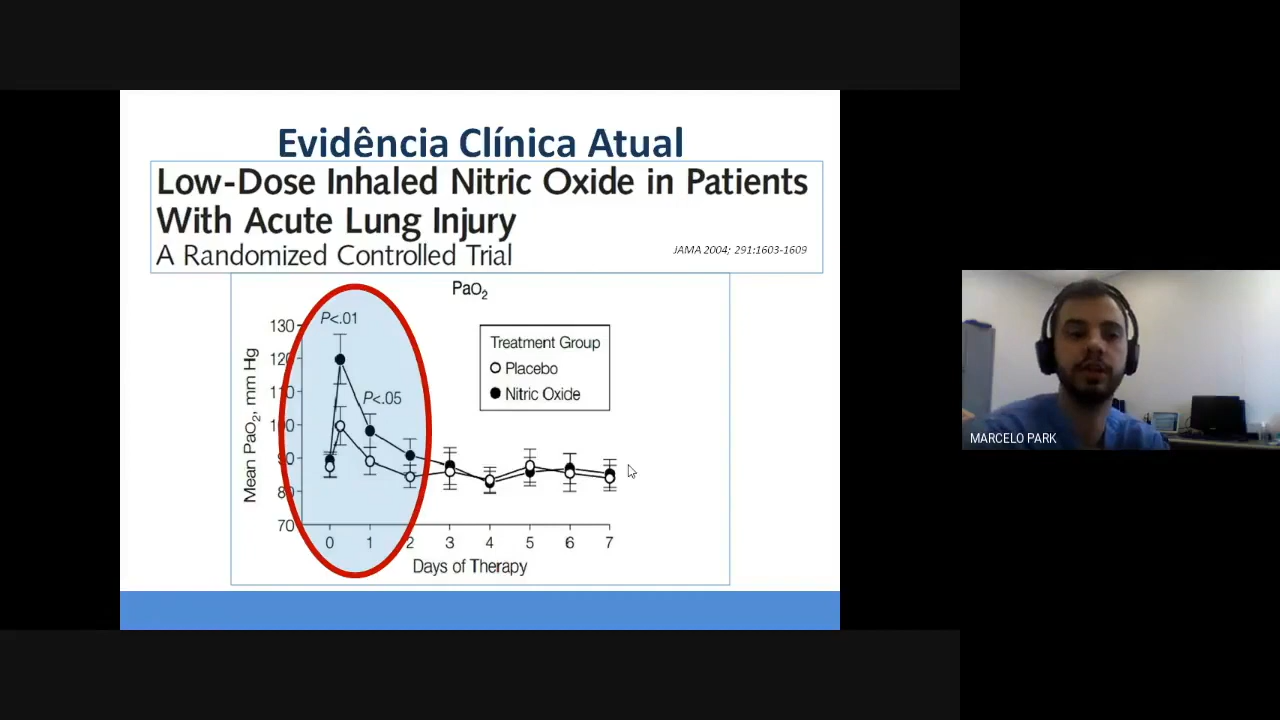 Evidência Clínica Atual
Low-Dose Inhaled Nitric Oxide in Patients
With Acute Lung Injury
A Randomized Controlled Trial
JAMA 2004; 291:1603-1609
PaO2
P<.01
P<.05
130
120
110
100
90
80
70
Mean PaO2, mm Hg
Treatment Group
Placebo
Nitric Oxide
0 1 2 3 4 5 6 7
Days of Therapy
MARCELO PARK